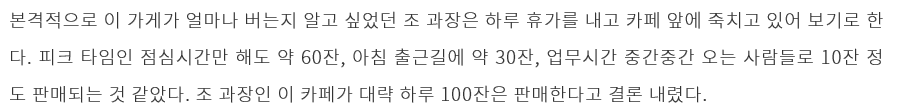 본격적으로 이 가게가 얼마나 버는지 알고 싶었던 조 과장은 하루 휴가를 내고 카페 앞에 죽치고 있어 보기로 한
다. 피크 타임인 점심시간만 해도 약 60잔, 아침 출근길에 약 30잔, 업무시간 중간중간 오는 사람들로 10잔 정
도 판매되는 것 같았다. 조 과장인 이 카페가 대략 하루 100잔은 판매한다고 결론 내렸다.